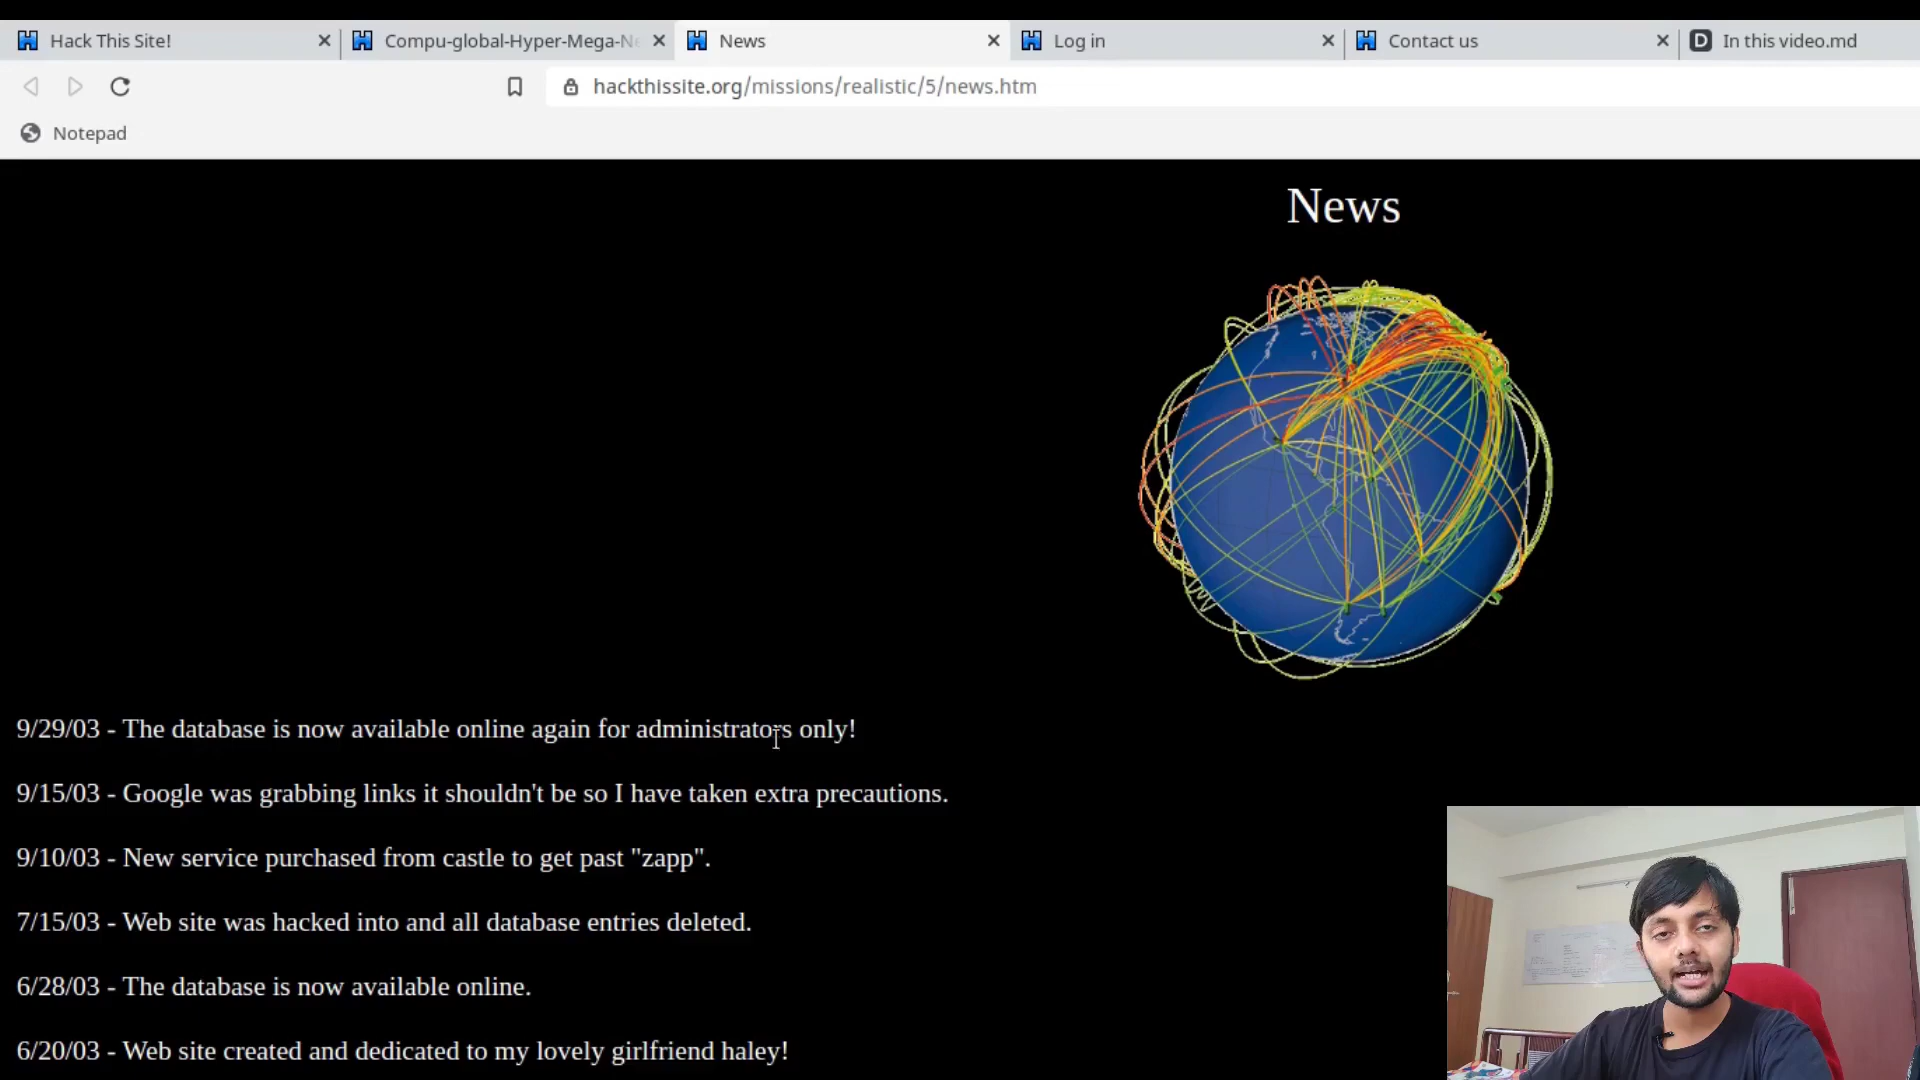 Hack This Site!
Compu-global-Hyper-Mega-Ne
News
Log in
Contact us
In this video.md
hackthissite.org/missions/realistic/5/news.htm
Notepad
News
9/29/03 - The database is now available online again for administrators only!
9/15/03 - Google was grabbing links it shouldn't be so I have taken extra precautions.
9/10/03 - New service purchased from castle to get past "zapp".
7/15/03 - Web site was hacked into and all database entries deleted.
6/28/03 - The database is now available online.
6/20/03 - Web site created and dedicated to my lovely girlfriend haley!